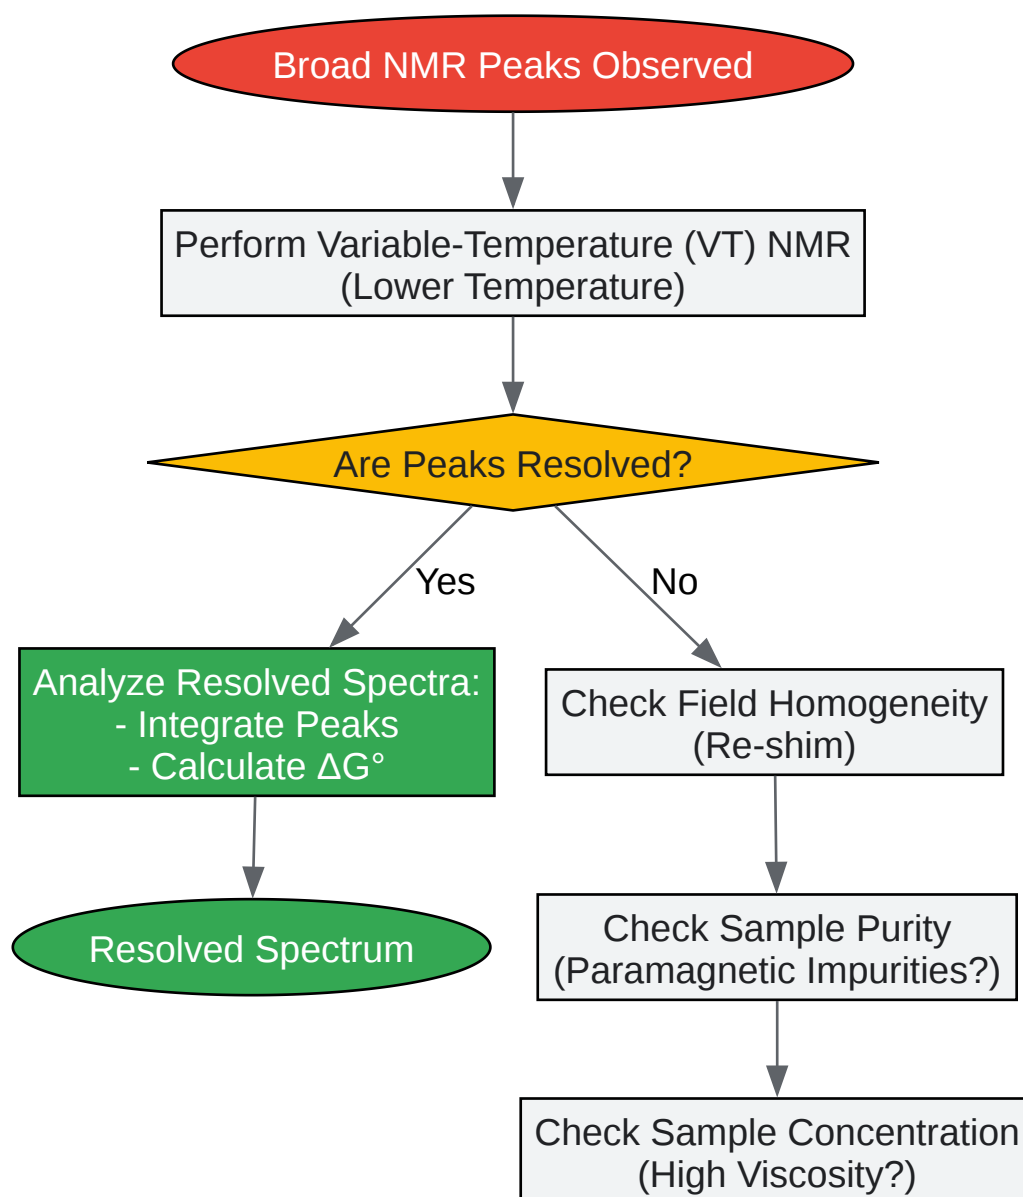 Broad NMR Peaks Observed
Perform Variable-Temperature (VT) NMR
(Lower Temperature)
Are Peaks Resolved?
Yes
No
Analyze Resolved Spectra:
- Integrate Peaks
- Calculate ΔG°
Check Field Homogeneity
(Re-shim)
Resolved Spectrum
Check Sample Purity
(Paramagnetic Impurities?)
Check Sample Concentration
(High Viscosity?)